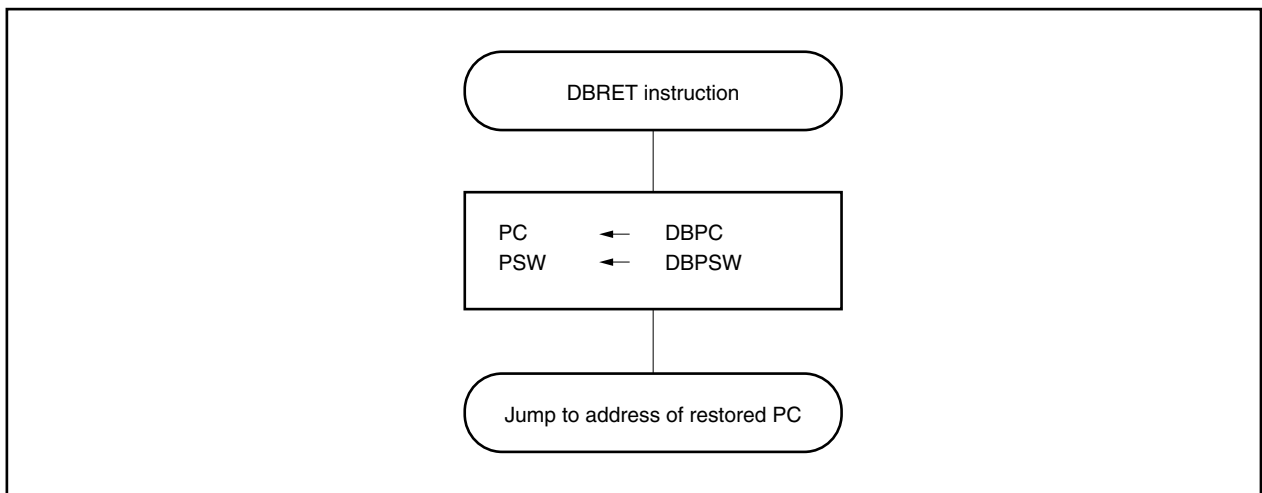 DBRET instruction
PC ← DBPC
PSW ← DBPSW
Jump to address of restored PC